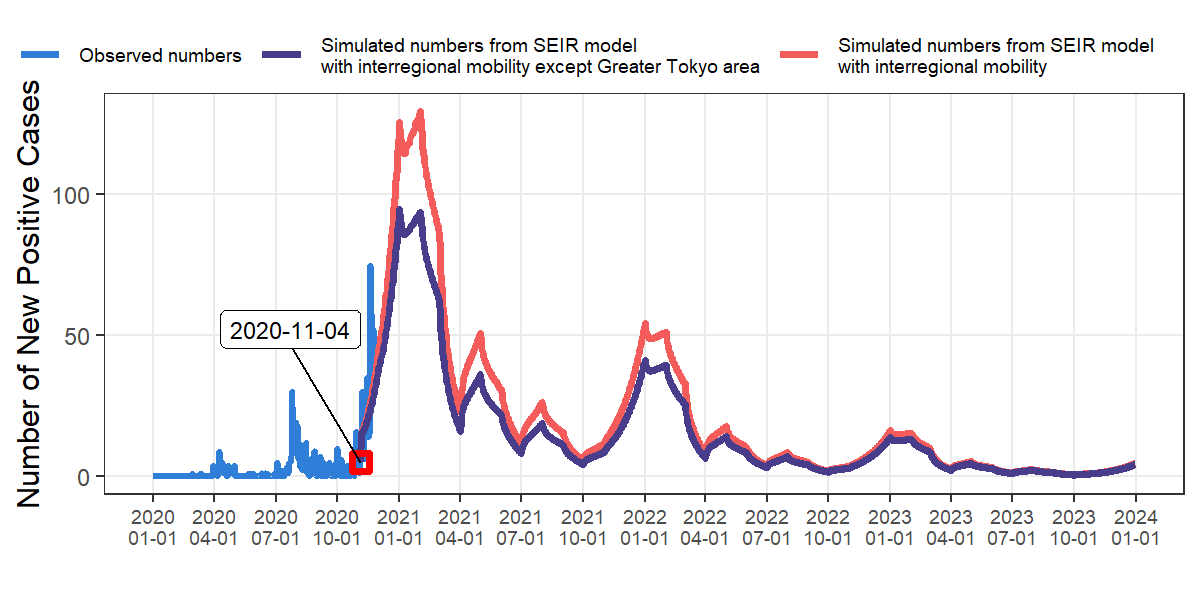 Observed numbers
Simulated numbers from SEIR model
with interregional mobility except Greater Tokyo area
Simulated numbers from SEIR model
with interregional mobility
Number of New Positive Cases
100
50
0
2020-11-04
2020 2020 2020 2020 2021 2021 2021 2021 2022 2022 2022 2022 2023 2023 2023 2023 2024
01-01 04-01 07-01 10-01 01-01 04-01 07-01 10-01 01-01 04-01 07-01 10-01 01-01 04-01 07-01 10-01 01-01